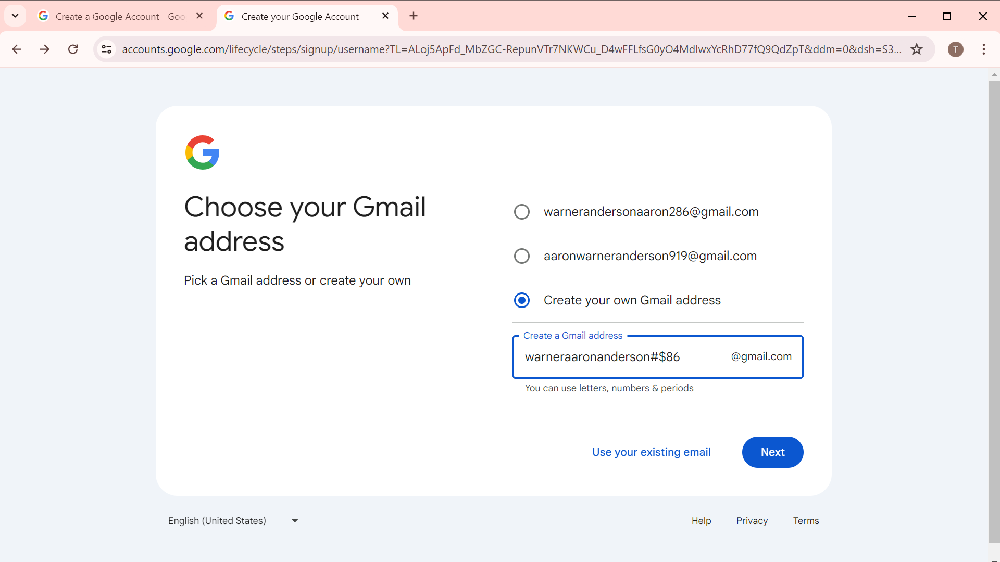 Create a Google Account - Goo
Create your Google Account
accounts.google.com/lifecycle/steps/signup/username?TL=ALoj5ApFd_MbZGC-RepunVTr7NKWCu_D4wFFLfsG0yO4MdIwxYcRhD77fQ9QdZpT&ddm=0&dsh=S3...
T
Choose your Gmail
address
Pick a Gmail address or create your own
warnerandersonaaron286@gmail.com
aaronwarneranderson919@gmail.com
Create your own Gmail address
Create a Gmail address
warneraaronanderson#$86 @gmail.com
You can use letters, numbers & periods
Use your existing email
Next
English (United States)
Help Privacy Terms